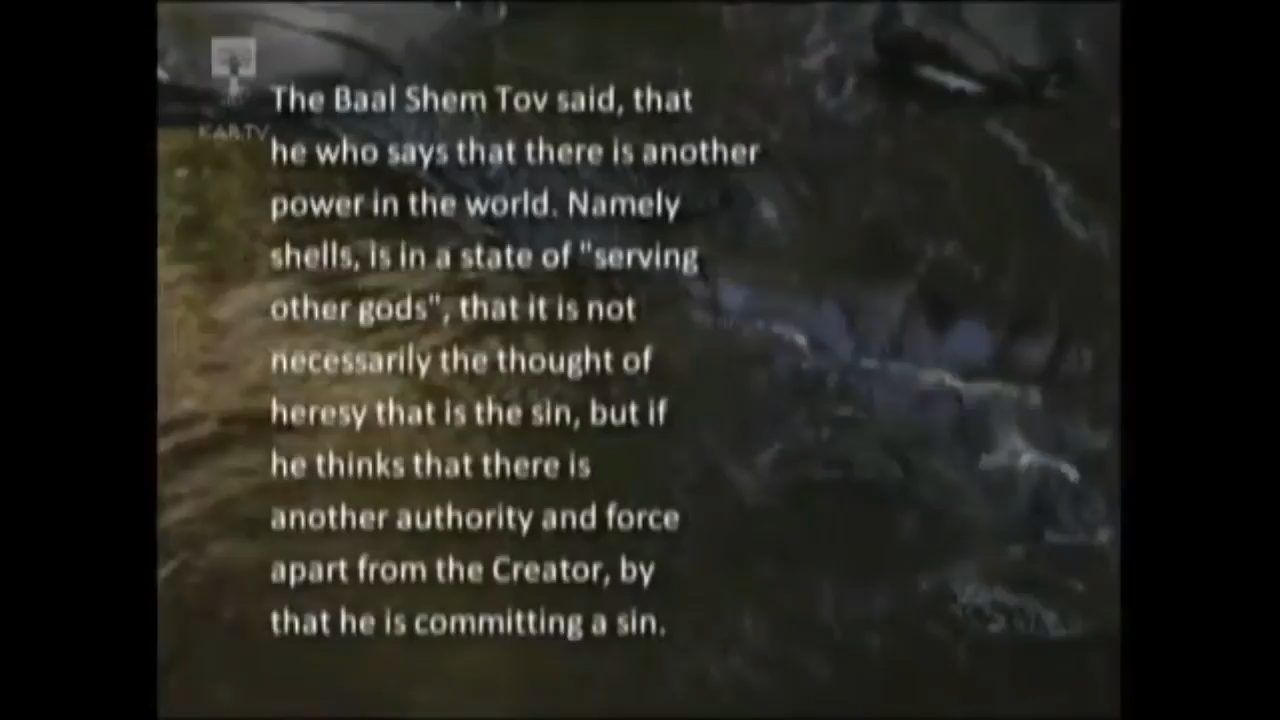 KAB.TV
The Baal Shem Tov said, that
he who says that there is another
power in the world. Namely
shells, is in a state of "serving
other gods", that it is not
necessarily the thought of
heresy that is the sin, but if
he thinks that there is
another authority and force
apart from the Creator, by
that he is committing a sin.